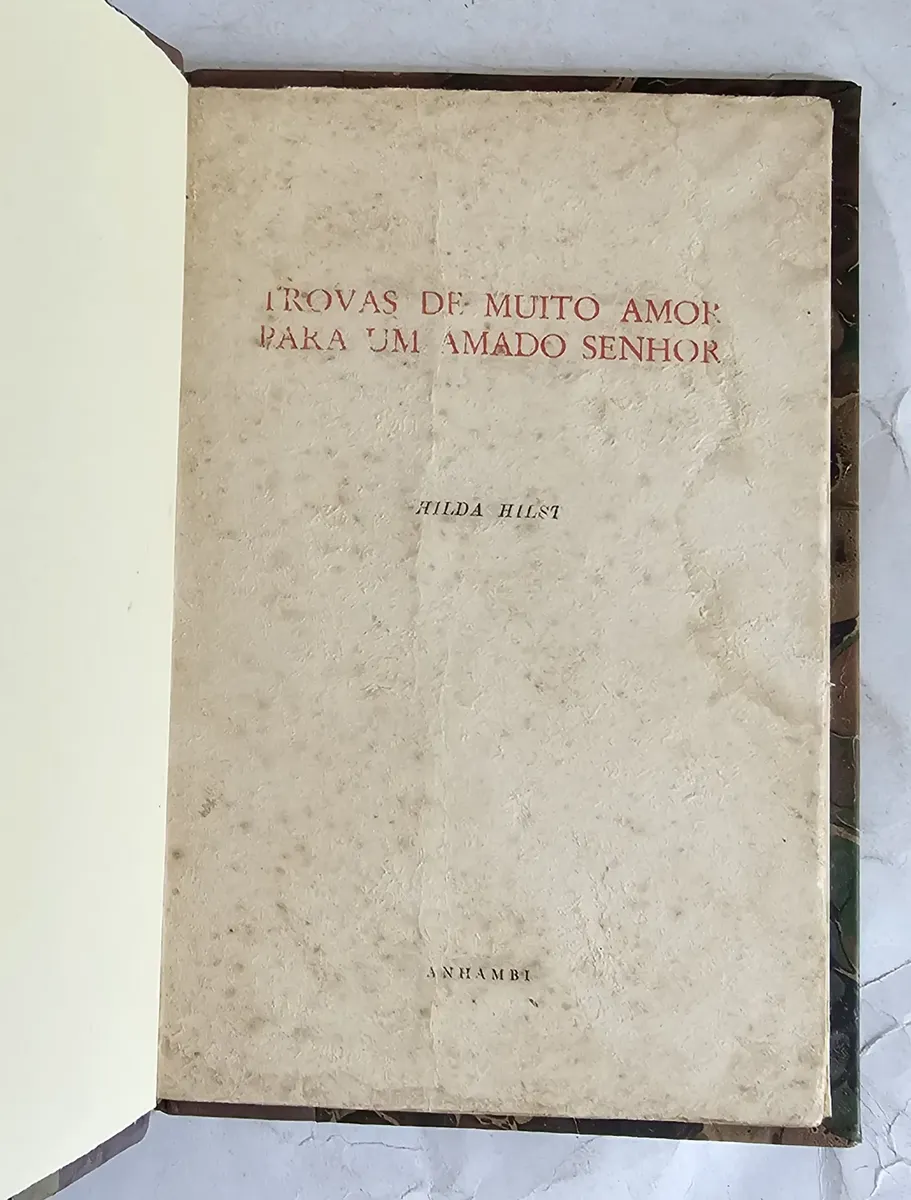 TROVAS DE MUITO AMOR
PARA UM AMADO SENHOR
HILDA HILST
ANHAMBI